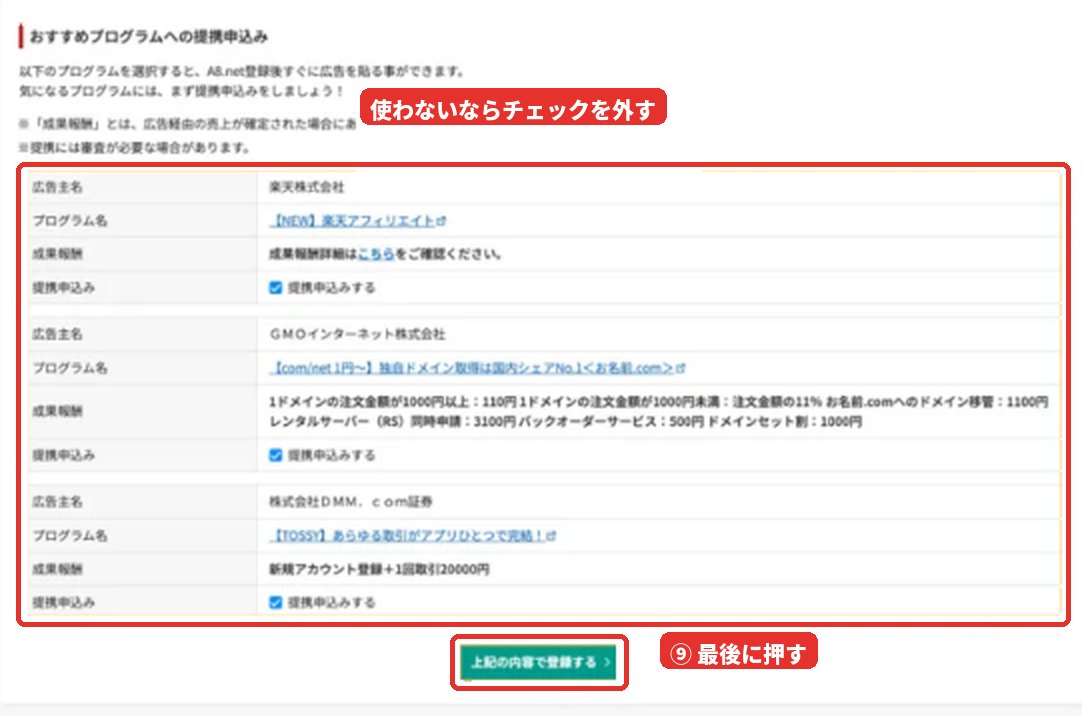 おすすめプログラムへの提携申込み
以下のプログラムを選択すると、A8.net登録後すぐに広告を貼る事ができます。
気になるプログラムには、まず提携申込みをしましょう！
使わないならチェックを外す
※「成果報酬」とは、広告経由の売上が確定された場合にあ
※提携には審査が必要な場合があります。
広告主名 楽天株式会社
プログラム名 【NEW】楽天アフィリエイト
成果報酬 成果報酬詳細はこちらをご確認ください。
提携申込み 提携申込みする
広告主名 GMOインターネット株式会社
プログラム名 【com/net 1円～】独自ドメイン取得は国内シェアNo.1＜お名前.com＞
成果報酬 1ドメインの注文金額が1000円以上：110円 1ドメインの注文金額が1000円未満：注文金額の11% お名前.comへのドメイン移管：1100円
レンタルサーバー（RS）同時申請：3100円 バックオーダーサービス：500円 ドメインセット割：1000円
提携申込み 提携申込みする
広告主名 株式会社ＤＭＭ．ｃｏｍ証券
プログラム名 【TOSSY】あらゆる取引がアプリひとつで完結！
成果報酬 新規アカウント登録＋1回取引20000円
提携申込み 提携申込みする
上記の内容で登録する
⑨ 最後に押す